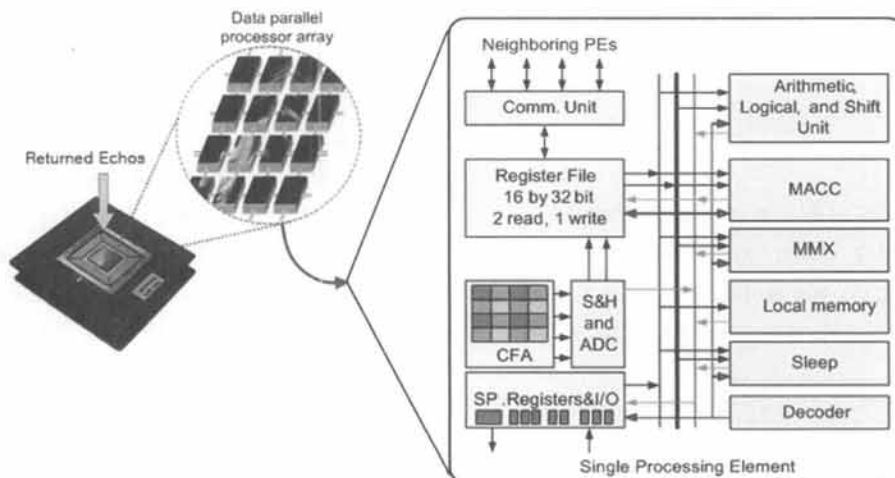 Data parallel
processor array
Returned Echos
Neighboring PEs
Comm. Unit
Register File
16 by 32 bit
2 read, 1 write
CFA
S&H
and
ADC
SP .Registers&I/O
Arithmetic,
Logical, and Shift
Unit
MACC
MMX
Local memory
Sleep
Decoder
Single Processing Element